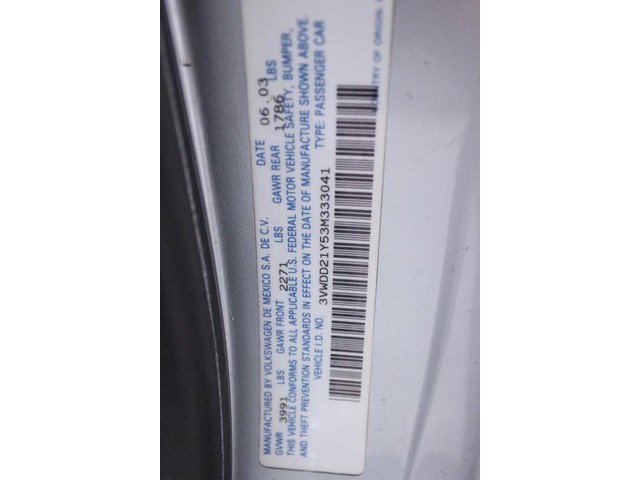 MANUFACTURED BY VOLKSWAGEN DE MEXICO S.A. DE C.V. DATE 06.03
GVWR 3991 LBS GAWR FRONT 2271 LBS GAWR REAR 1786 LBS
THIS VEHICLE CONFORMS TO ALL APPLICABLE U.S. FEDERAL MOTOR VEHICLE SAFETY, BUMPER,
AND THEFT PREVENTION STANDARDS IN EFFECT ON THE DATE OF MANUFACTURE SHOWN ABOVE.
VEHICLE I.D. NO. 3VWDD21Y53M333041 TYPE: PASSENGER CAR
COUNTRY OF ORIGIN: